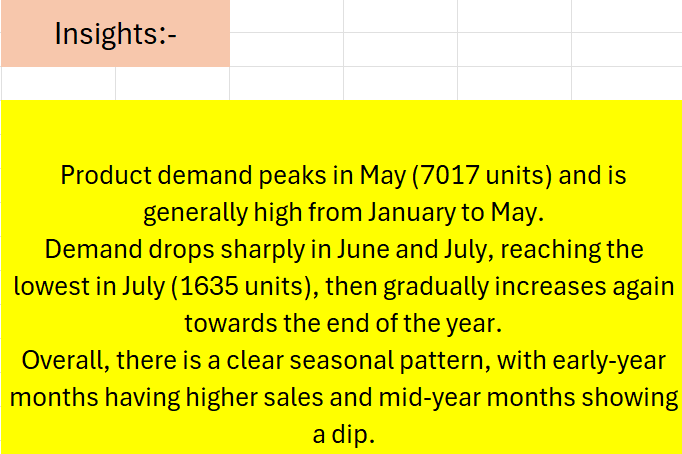 Insights:-
Product demand peaks in May (7017 units) and is
generally high from January to May.
Demand drops sharply in June and July, reaching the
lowest in July (1635 units), then gradually increases again
towards the end of the year.
Overall, there is a clear seasonal pattern, with early-year
months having higher sales and mid-year months showing
a dip.